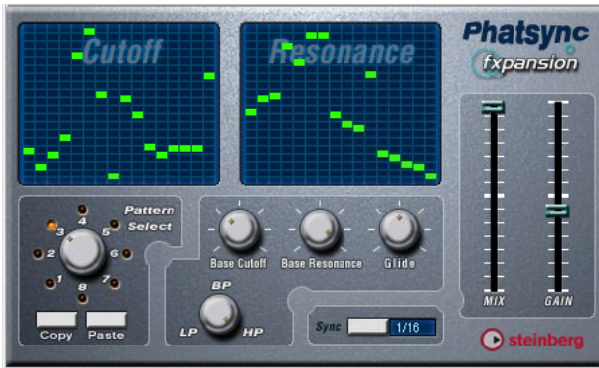 Cutoff
Resonance
Phatsync
fxpansion
Pattern
Select
1
2
3
4
5
6
7
8
Copy
Paste
Base Cutoff
Base Resonance
Glide
LP
BP
HP
Sync
1/16
MIX
GAIN
steinberg